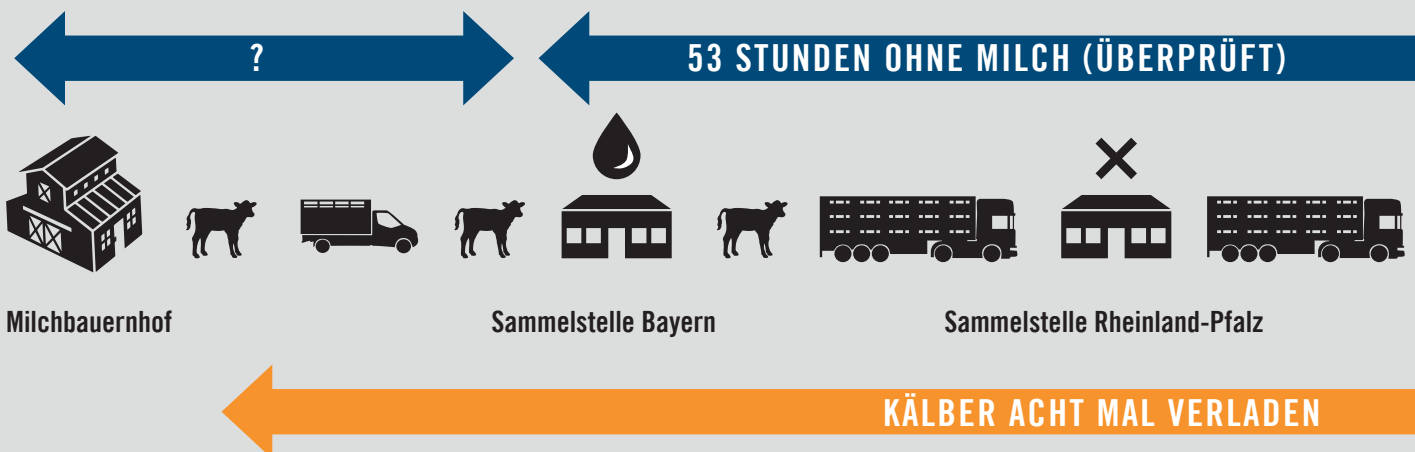 ?
53 STUNDEN OHNE MILCH (ÜBERPRÜFT)
Milchbauernhof
Sammelstelle Bayern
Sammelstelle Rheinland-Pfalz
KÄLBER ACHT MAL VERLADEN